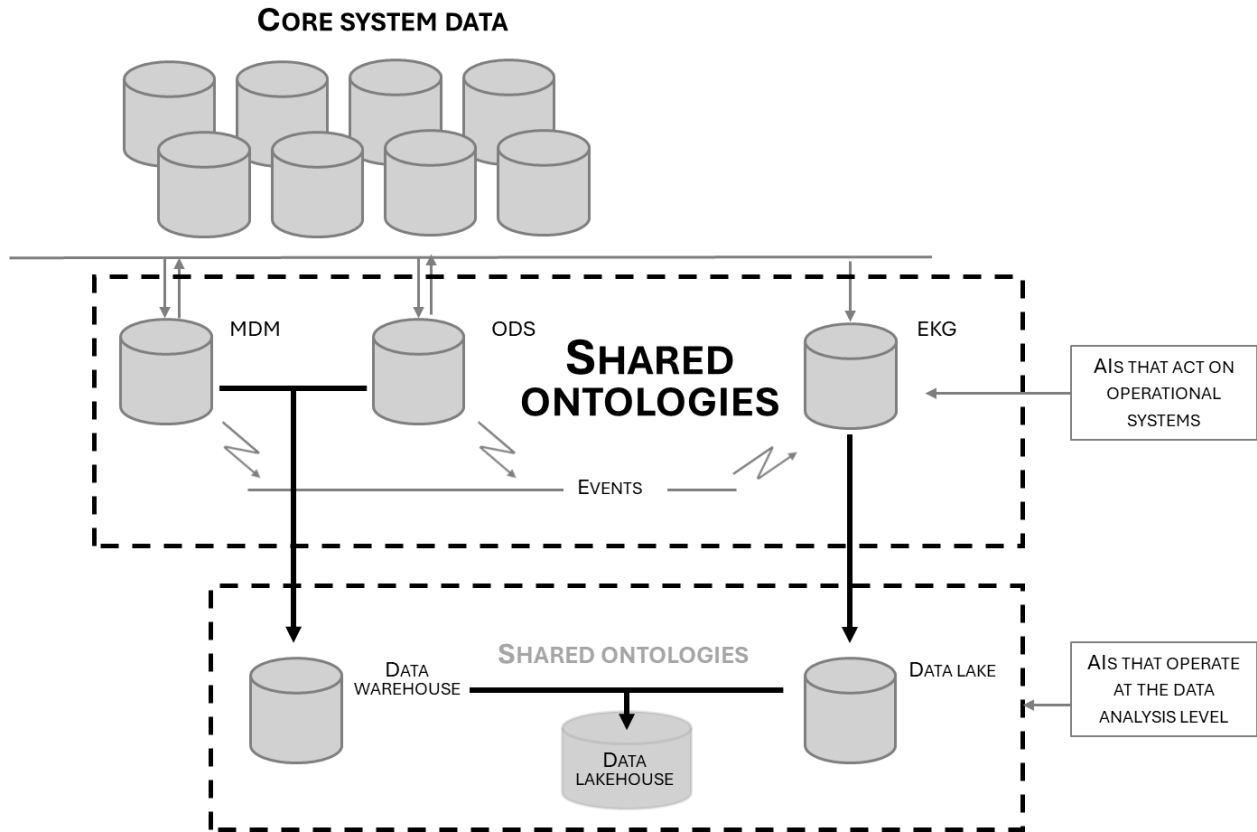 CORE SYSTEM DATA
MDM
ODS
EKG
SHARED
ONTOLOGIES
AIS THAT ACT ON
OPERATIONAL
SYSTEMS
EVENTS
SHARED ONTOLOGIES
DATA
WAREHOUSE
DATA LAKE
AIS THAT OPERATE
AT THE DATA
ANALYSIS LEVEL
DATA
LAKEHOUSE